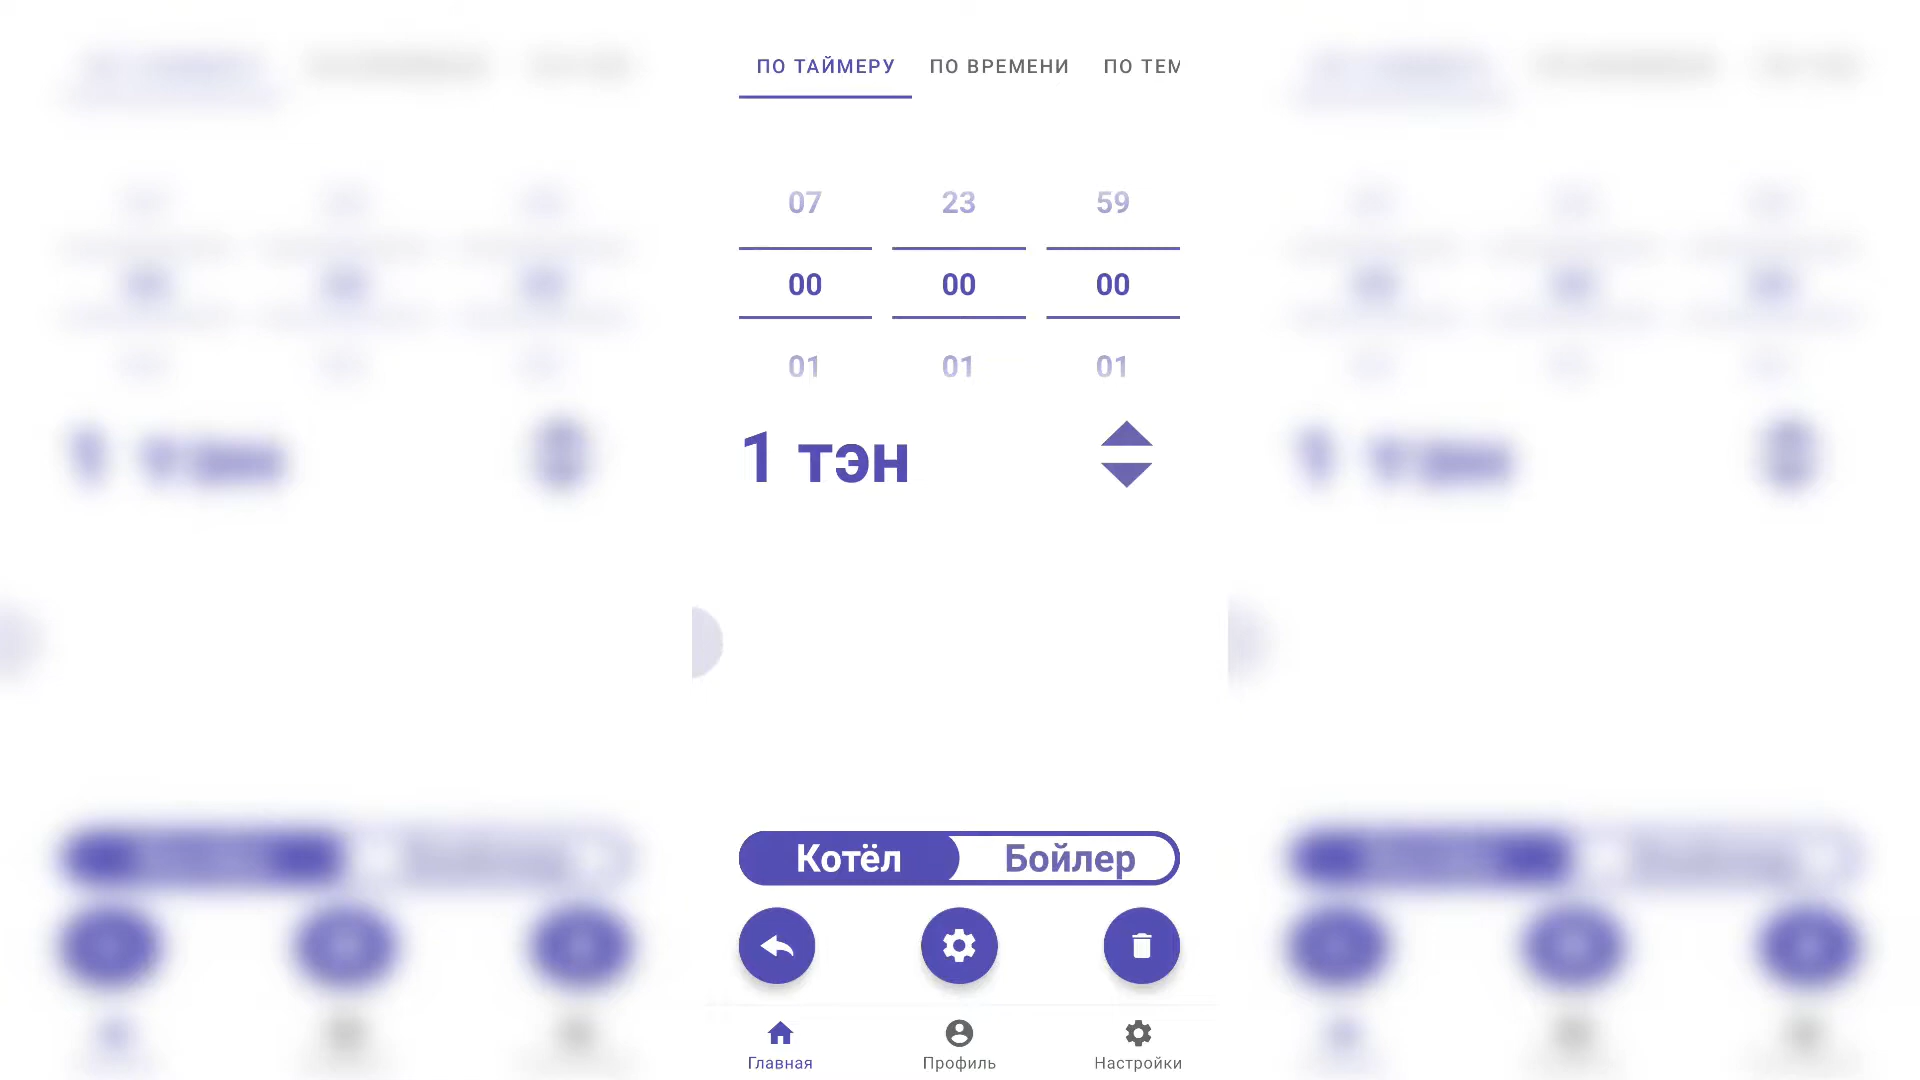 ПО ТАЙМЕРУ ПО ВРЕМЕНИ ПО ТЕМ
07 23 59
00 00 00
01 01 01
1 тэн
Котёл Бойлер
Главная Профиль Настройки